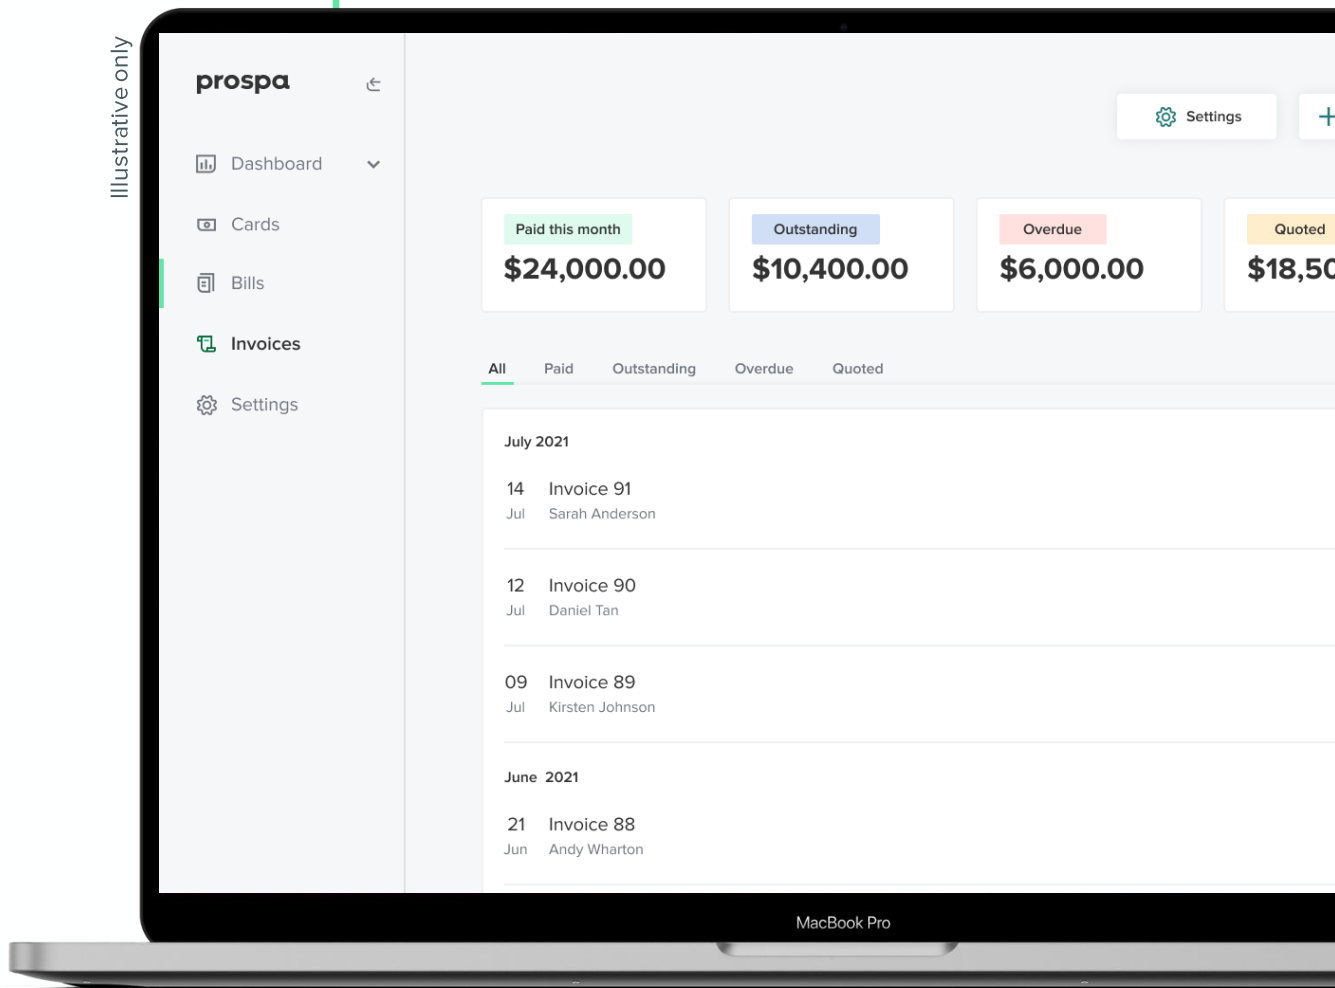 Illustrative only
prospa
Dashboard
Cards
Bills
Invoices
Settings
Settings
Paid this month
$24,000.00
Outstanding
$10,400.00
Overdue
$6,000.00
Quoted
$18,50
All Paid Outstanding Overdue Quoted
July 2021
14 Invoice 91
Jul Sarah Anderson
12 Invoice 90
Jul Daniel Tan
09 Invoice 89
Jul Kirsten Johnson
June 2021
21 Invoice 88
Jun Andy Wharton
MacBook Pro